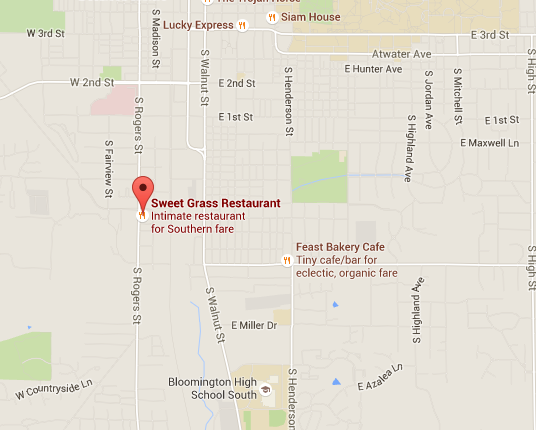 The Trojan Horse
Siam House
Lucky Express
W 3rd St
E 3rd St
S Madison St
S Walnut St
Atwater Ave
E Hunter Ave
W 2nd St
E 2nd St
S Henderson St
S Jordan Ave
S Mitchell St
S High St
S Rogers St
E 1st St
E 1st St
S Highland Ave
E Maxwell Ln
S Fairview St
Sweet Grass Restaurant
Intimate restaurant
for Southern fare
Feast Bakery Cafe
Tiny cafe/bar for
eclectic, organic fare
S High St
S Rogers St
S Walnut St
S Highland Ave
E Miller Dr
W Countryside Ln
Bloomington High
School South
S Henderson
E Azalea Ln